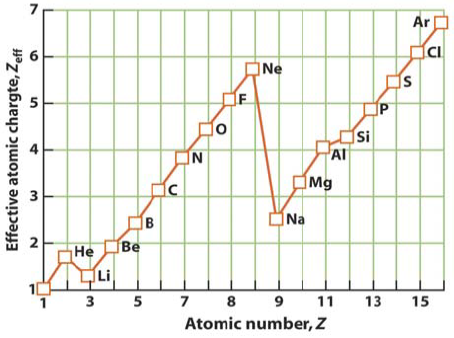 Effective atomic chargte, Zeff
7
6
5
4
3
2
1
He
Li
Be
B
C
N
O
F
Ne
Na
Mg
Al
Si
P
S
Cl
Ar
1 3 5 7 8 9 11 13 15
Atomic number, Z